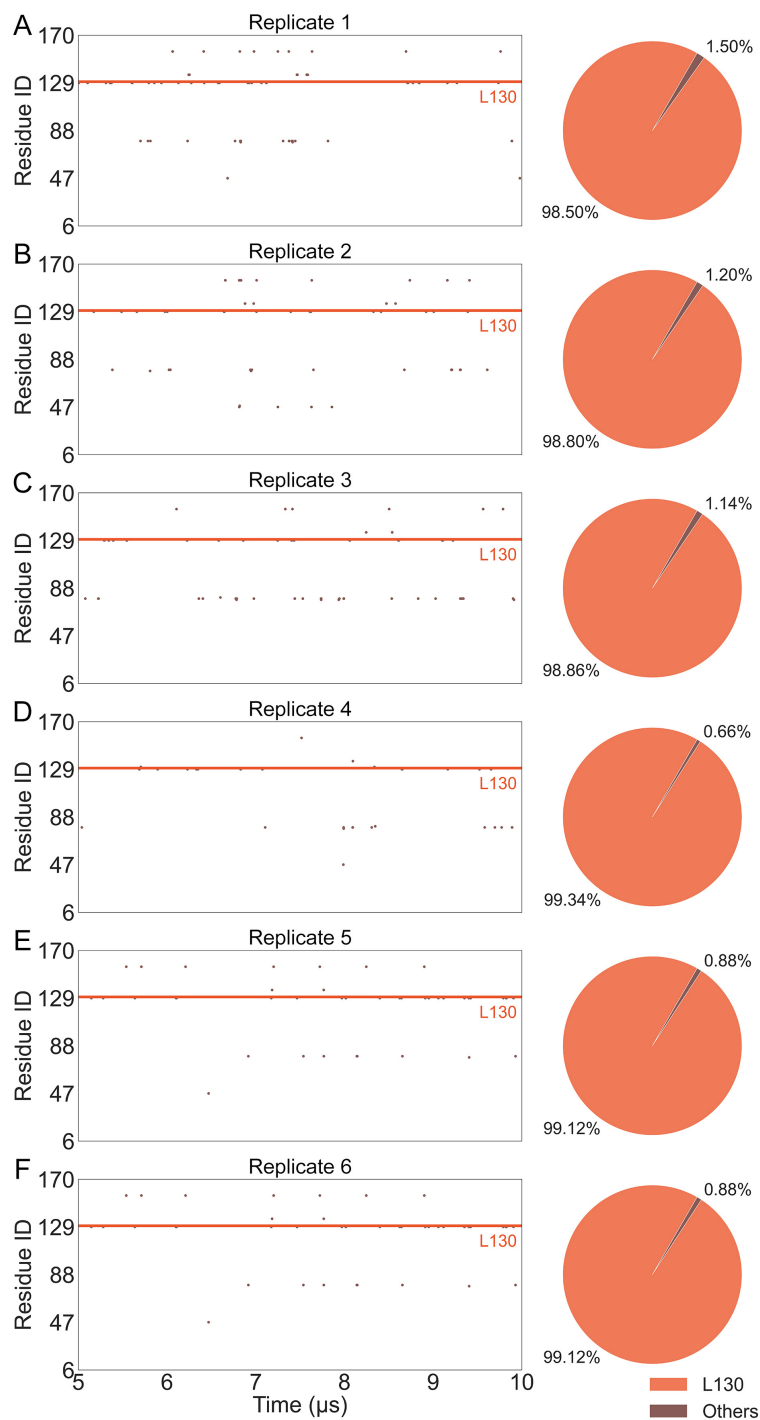 A
Replicate 1
170
129
88
47
6
Residue ID
L130
1.50%
98.50%
B
Replicate 2
170
129
88
47
6
Residue ID
L130
1.20%
98.80%
C
Replicate 3
170
129
88
47
6
Residue ID
L130
1.14%
98.86%
D
Replicate 4
170
129
88
47
6
Residue ID
L130
0.66%
99.34%
E
Replicate 5
170
129
88
47
6
Residue ID
L130
0.88%
99.12%
F
Replicate 6
170
129
88
47
6
Residue ID
L130
0.88%
99.12%
5 6 7 8 9 10
Time (µs)
L130
Others